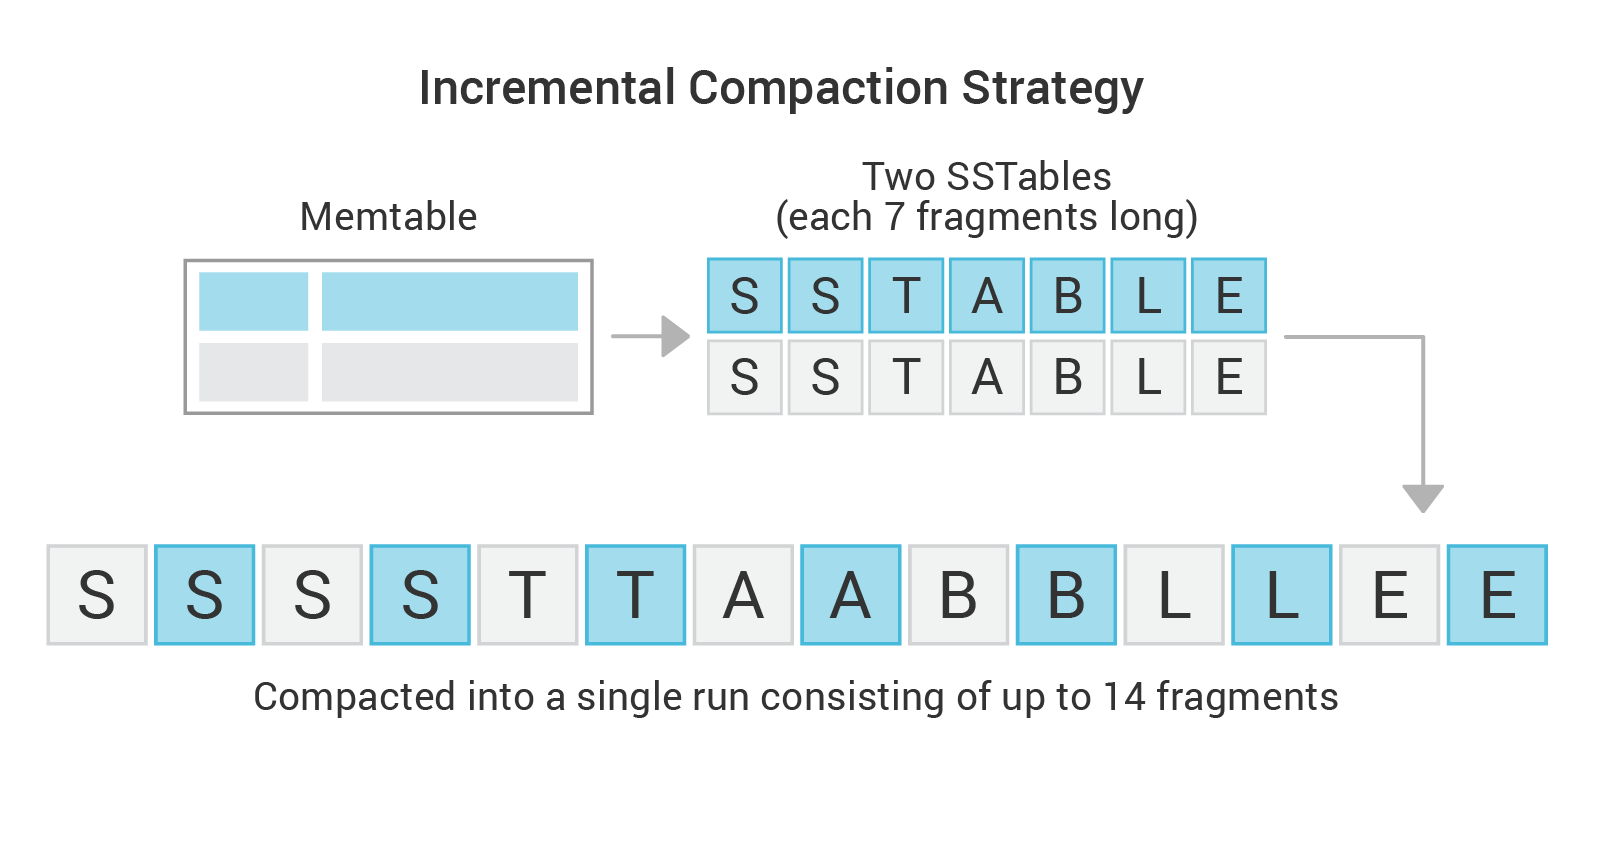 Incremental Compaction Strategy
Memtable
Two SSTables
(each 7 fragments long)
S S T A B L E
S S T A B L E
S S S S T T A A B B L L E E
Compacted into a single run consisting of up to 14 fragments